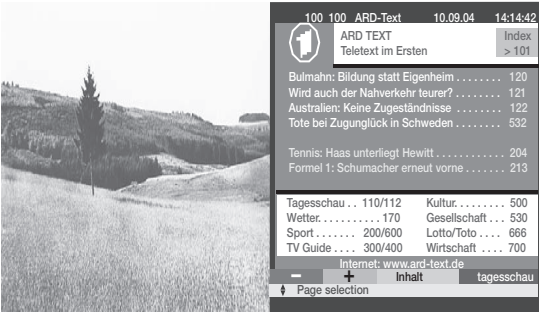 100 100 ARD-Text 10.09.04 14:14:42
1
ARD TEXT Index
Teletext im Ersten > 101
Bulmahn: Bildung statt Eigenheim . . . . . . . . 120
Wird auch der Nahverkehr teurer? . . . . . . . . 121
Australien: Keine Zugeständnisse . . . . . . . . 122
Tote bei Zugunglück in Schweden . . . . . . . . 532
Tennis: Haas unterliegt Hewitt . . . . . . . . . . . 204
Formel 1: Schumacher erneut vorne . . . . . . . 213
Tagesschau . . 110/112 Kultur. . . . . . . . . 500
Wetter. . . . . . . . . . . 170 Gesellschaft . . . 530
Sport . . . . . . . 200/600 Lotto/Toto . . . . 666
TV Guide . . . . 300/400 Wirtschaft . . . . 700
Internet: www.ard-text.de
− + Inhalt tagesschau
Page selection